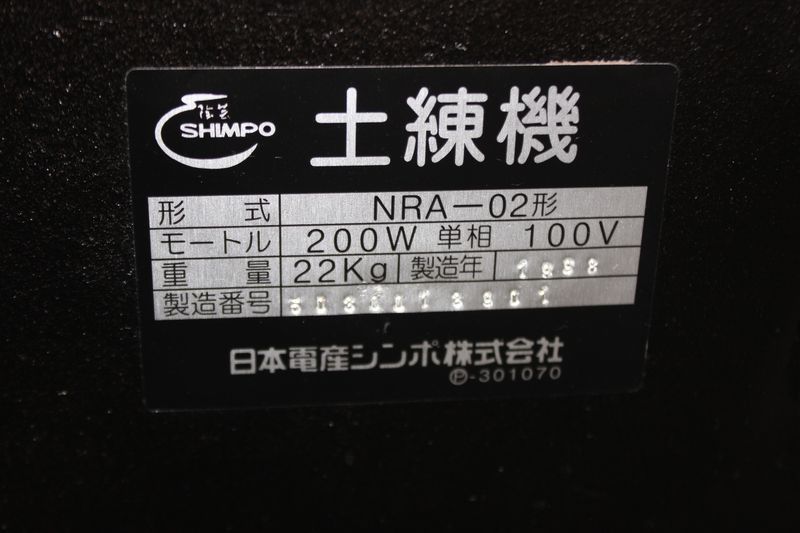 SHIMPO 土練機
形式 NRA-02形
モートル 200W 単相 100V
重量 22Kg 製造年
製造番号
日本電産シンポ株式会社
Ⓟ-301070